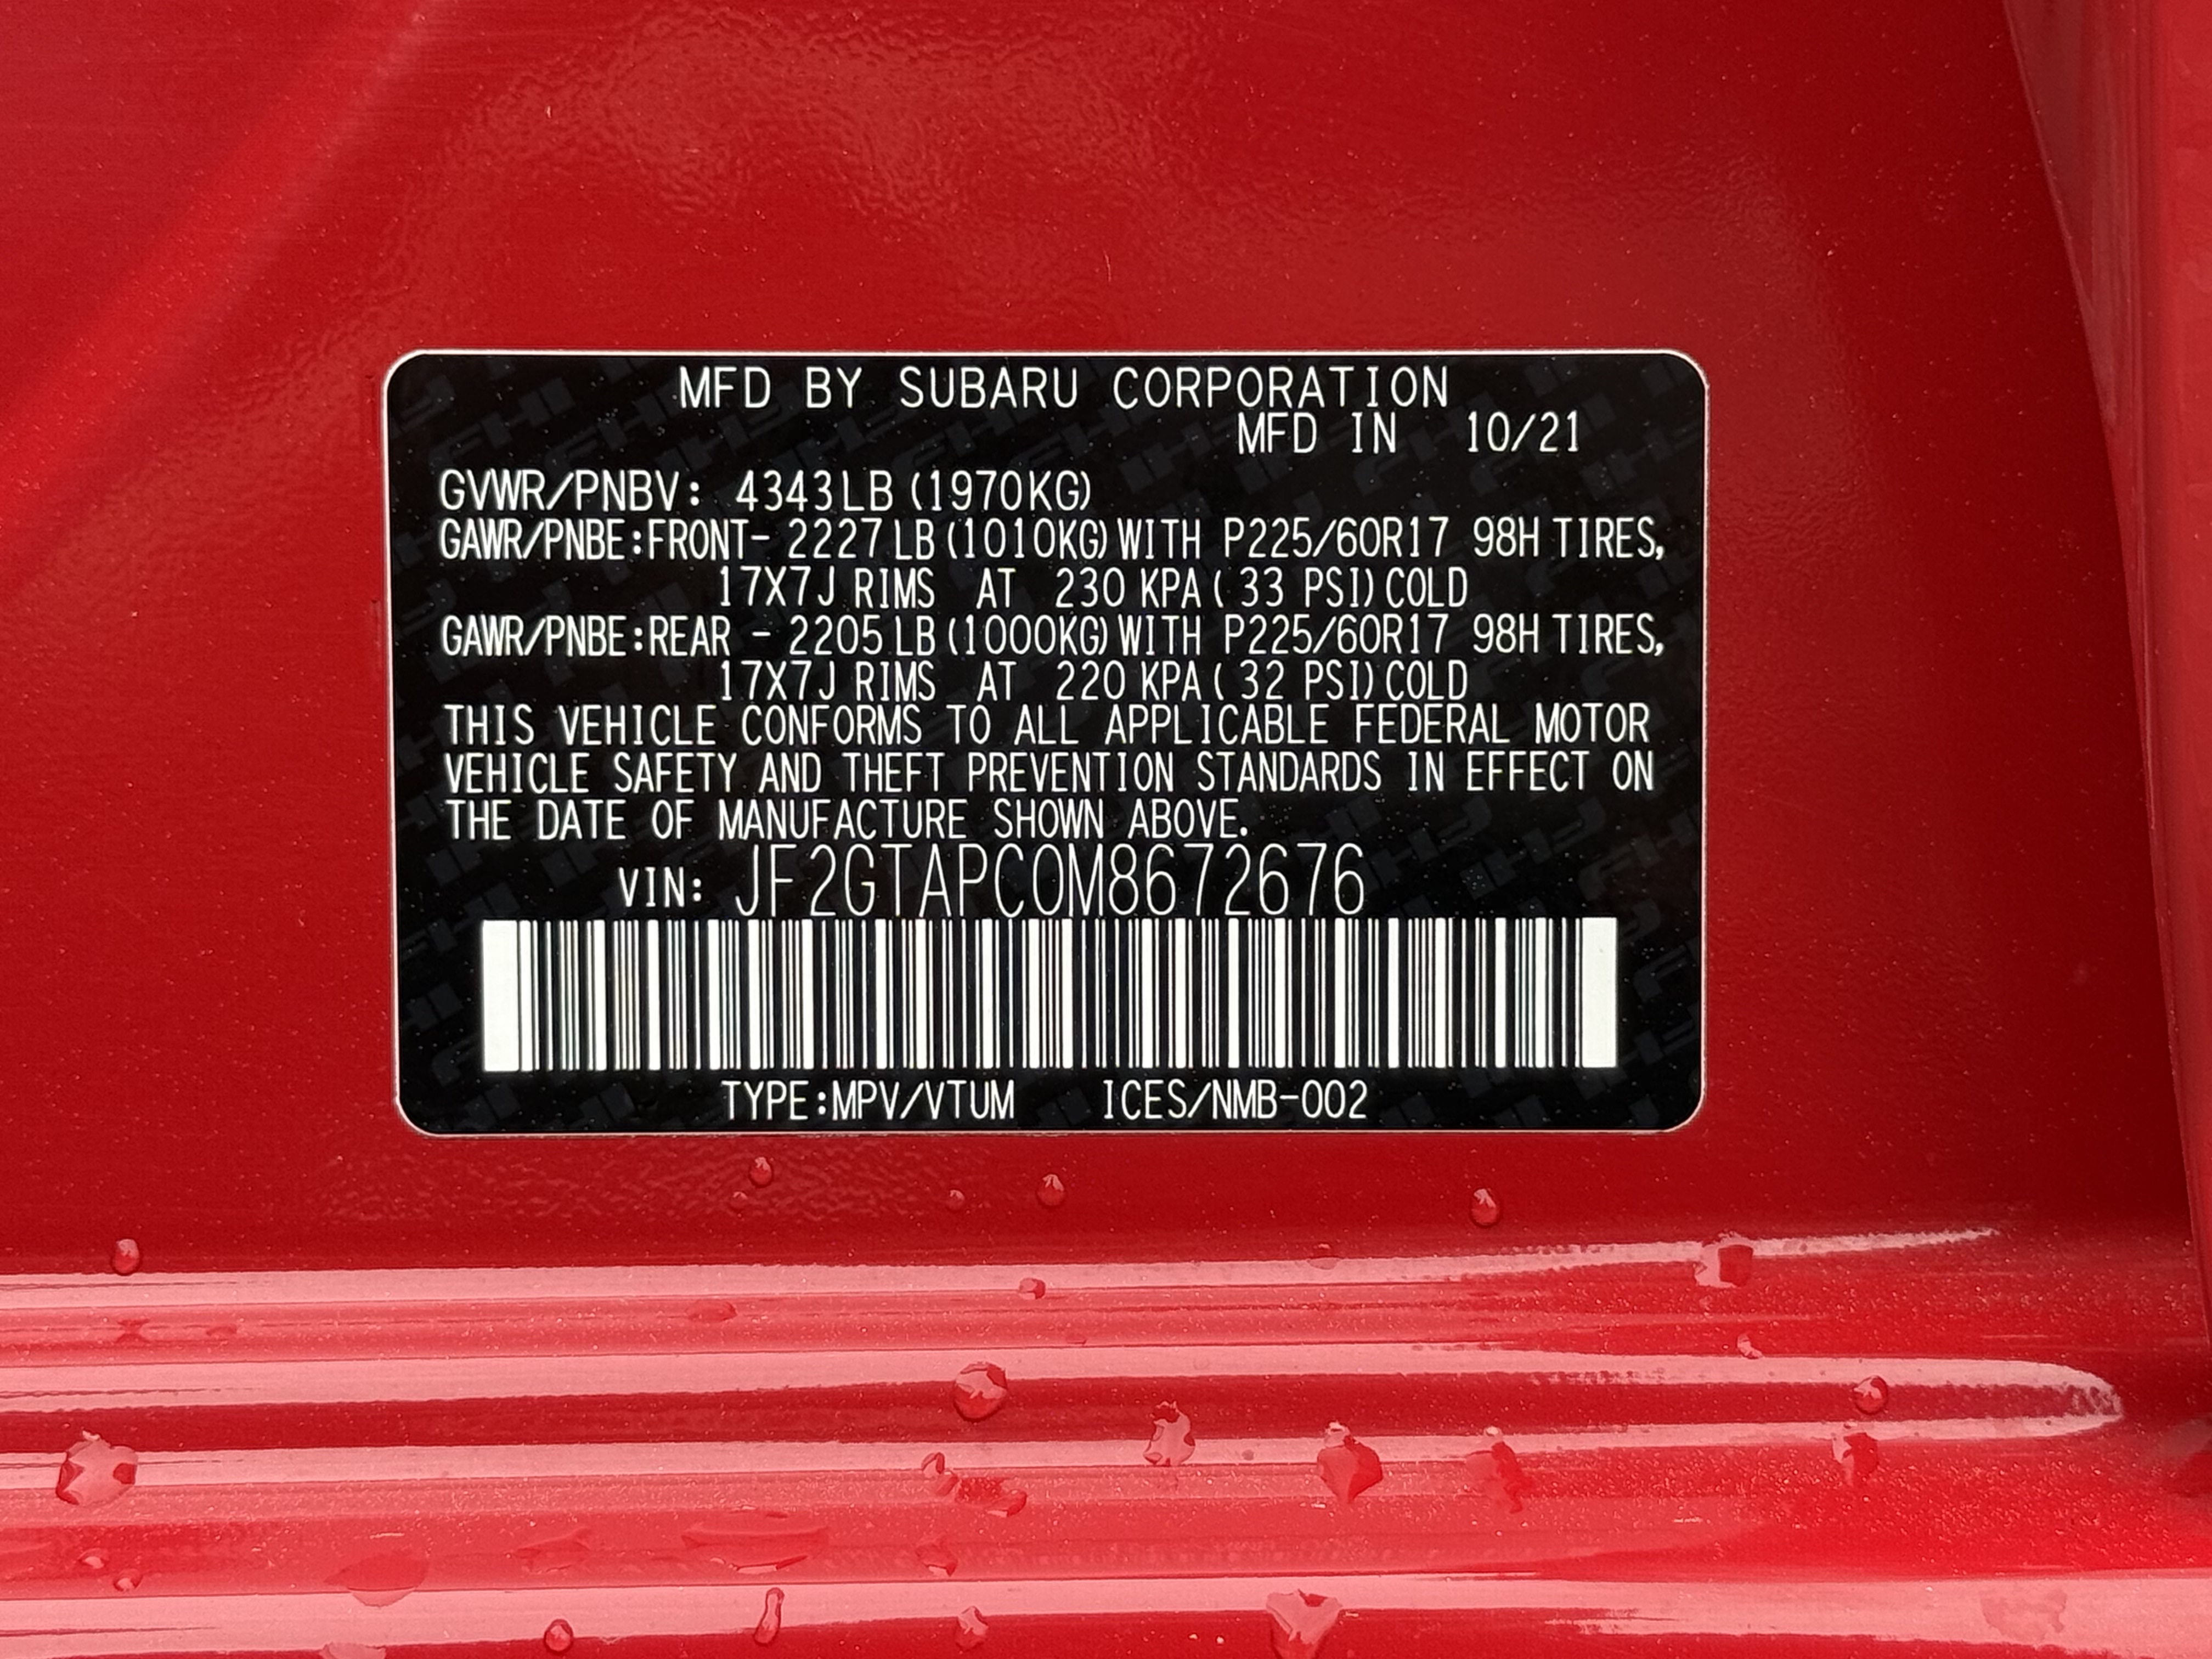 MFD BY SUBARU CORPORATION
MFD IN 10/21
GVWR/PNBV: 4343LB (1970KG)
GAWR/PNBE:FRONT- 2227 LB (1010KG) WITH P225/60R17 98H TIRES,
17X7J RIMS AT 230 KPA ( 33 PSI) COLD
GAWR/PNBE:REAR - 2205 LB (1000KG) WITH P225/60R17 98H TIRES,
17X7J RIMS AT 220 KPA ( 32 PSI) COLD
THIS VEHICLE CONFORMS TO ALL APPLICABLE FEDERAL MOTOR
VEHICLE SAFETY AND THEFT PREVENTION STANDARDS IN EFFECT ON
THE DATE OF MANUFACTURE SHOWN ABOVE.
VIN: JF2GTAPC0M8672676
TYPE:MPV/VTUM ICES/NMB-002